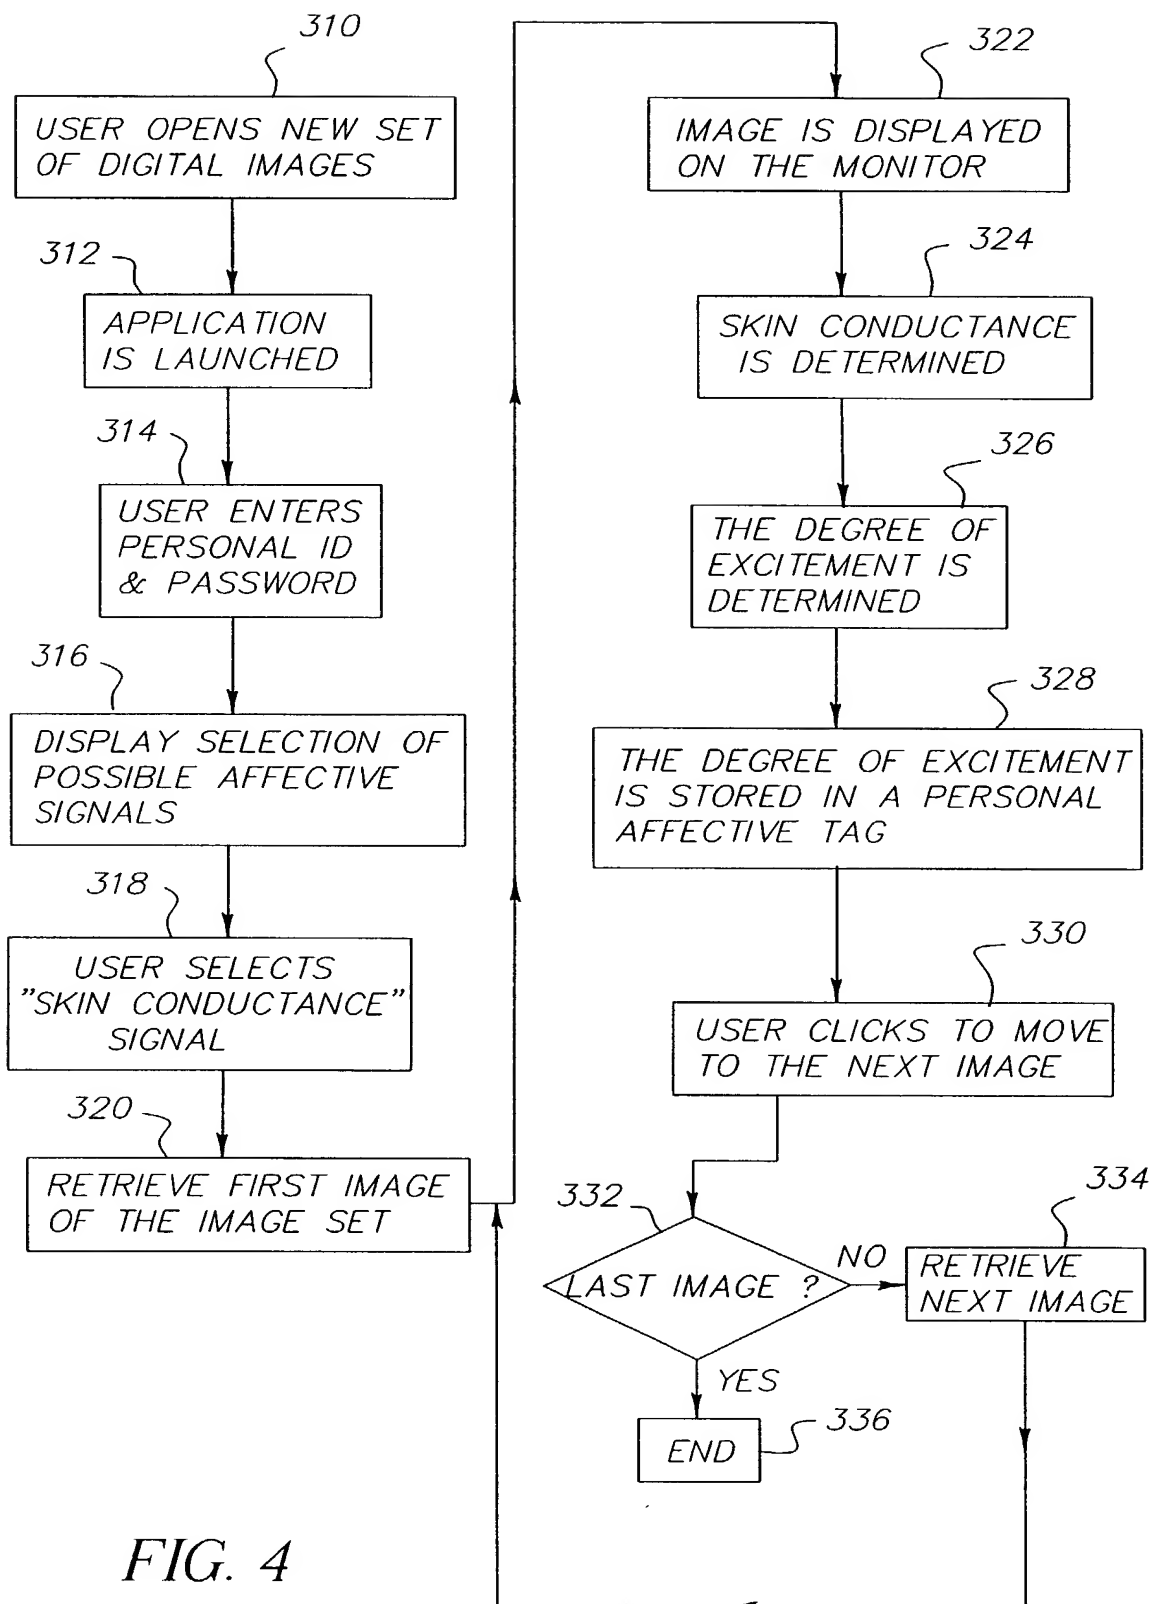 310
USER OPENS NEW SET
OF DIGITAL IMAGES
312
APPLICATION
IS LAUNCHED
314
USER ENTERS
PERSONAL ID
& PASSWORD
316
DISPLAY SELECTION OF
POSSIBLE AFFECTIVE
SIGNALS
318
USER SELECTS
"SKIN CONDUCTANCE"
SIGNAL
320
RETRIEVE FIRST IMAGE
OF THE IMAGE SET
322
IMAGE IS DISPLAYED
ON THE MONITOR
324
SKIN CONDUCTANCE
IS DETERMINED
326
THE DEGREE OF
EXCITEMENT IS
DETERMINED
328
THE DEGREE OF EXCITEMENT
IS STORED IN A PERSONAL
AFFECTIVE TAG
330
USER CLICKS TO MOVE
TO THE NEXT IMAGE
332
LAST IMAGE ?
NO
334
RETRIEVE
NEXT IMAGE
YES
336
END
FIG. 4